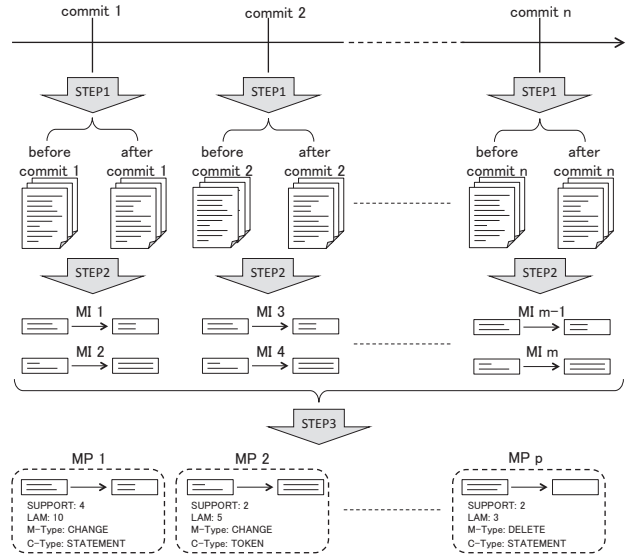 commit 1 commit 2 commit n
STEP1 STEP1 STEP1
before after before after before after
commit 1 commit 1 commit 2 commit 2 commit n commit n
STEP2 STEP2 STEP2
MI 1 MI 3 MI m-1
MI 2 MI 4 MI m
STEP3
MP 1 MP 2 MP p
SUPPORT: 4 SUPPORT: 2 SUPPORT: 2
LAM: 10 LAM: 5 LAM: 3
M-Type: CHANGE M-Type: CHANGE M-Type: DELETE
C-Type: STATEMENT C-Type: TOKEN C-Type: STATEMENT